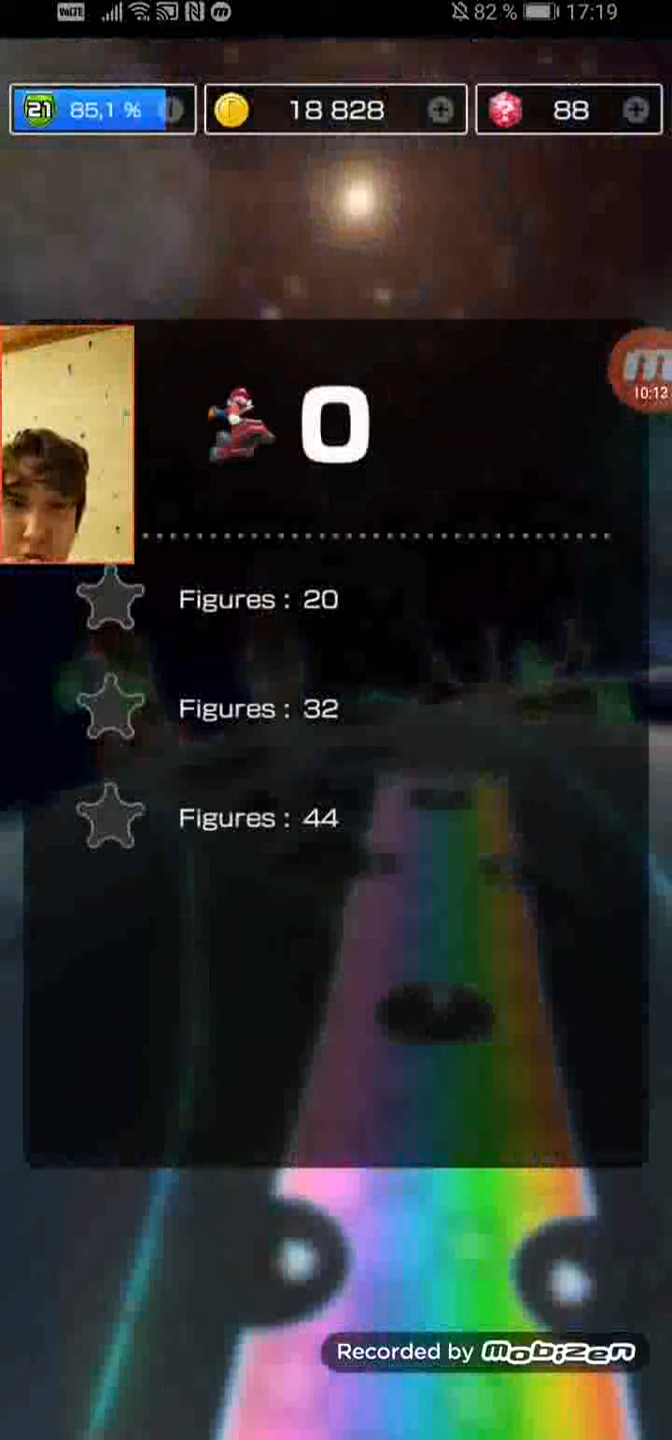 VoLTE 82 % 17:19
21 85,1 % 18 828 88
0
10:12
Figures : 20
Figures : 32
Figures : 44
Recorded by mobizen